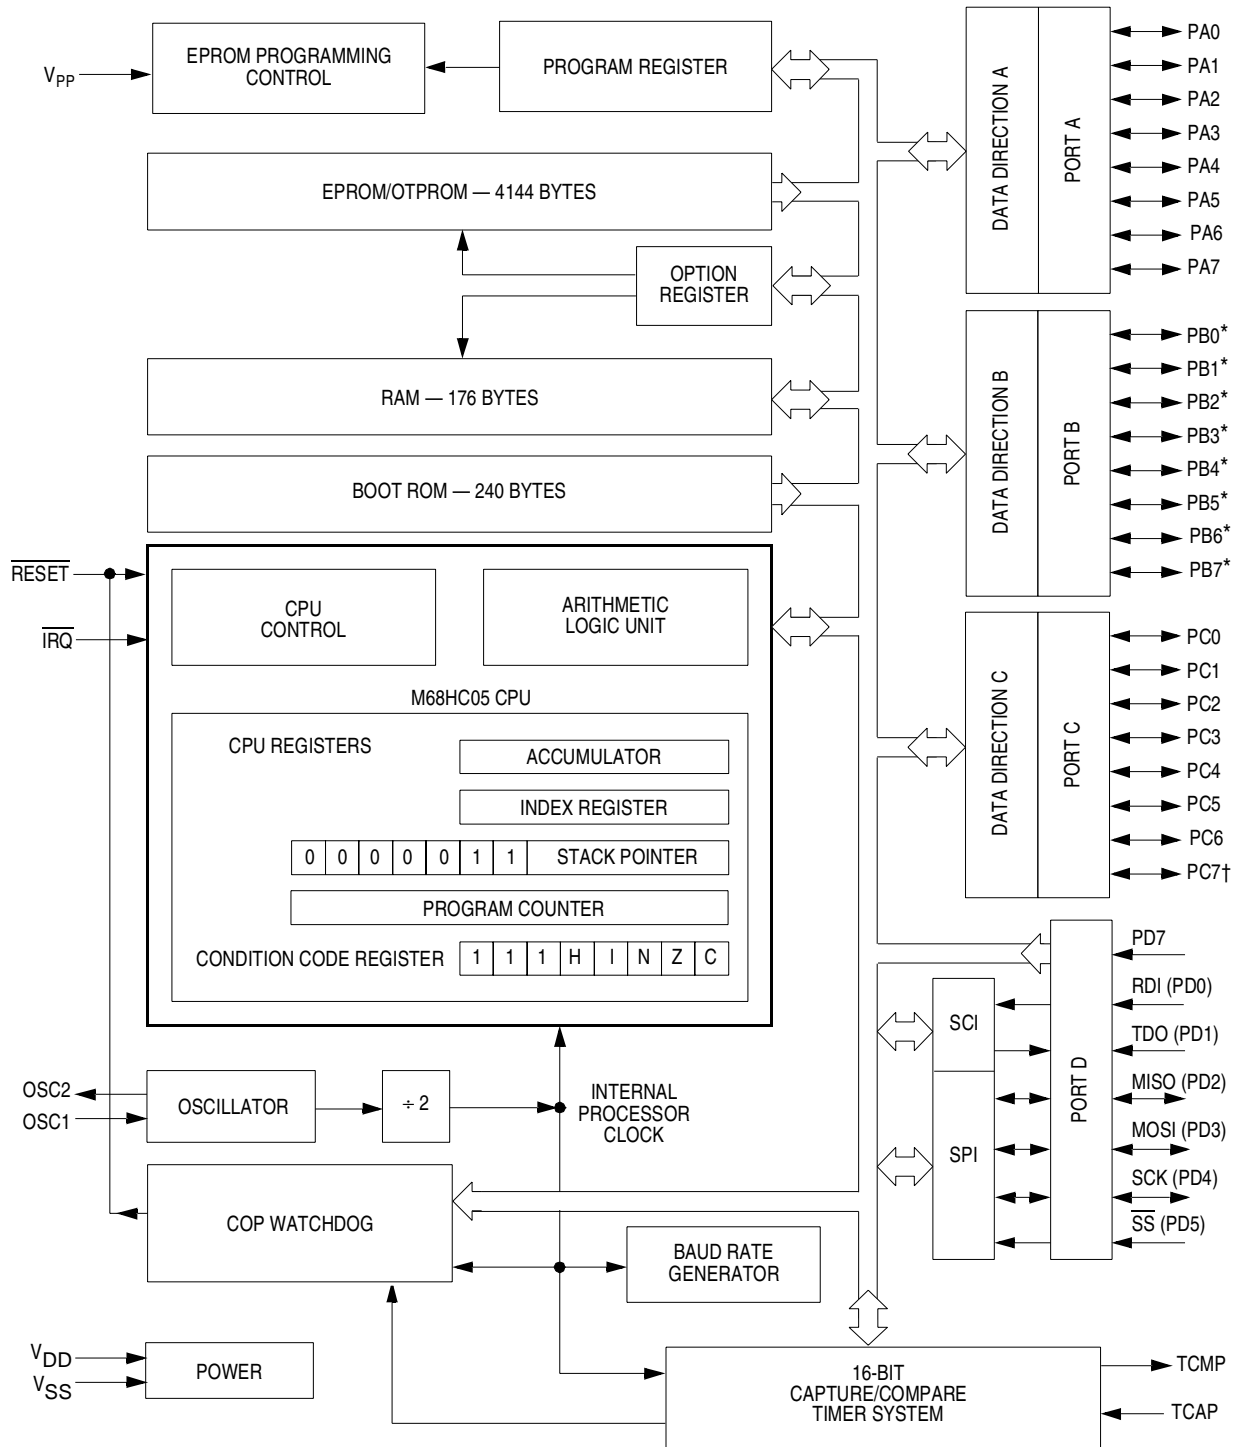 V_PP
EPROM PROGRAMMING
CONTROL
PROGRAM REGISTER
EPROM/OTPROM — 4144 BYTES
OPTION
REGISTER
RAM — 176 BYTES
BOOT ROM — 240 BYTES
RESET
IRQ
CPU
CONTROL
ARITHMETIC
LOGIC UNIT
M68HC05 CPU
CPU REGISTERS
ACCUMULATOR
INDEX REGISTER
0 0 0 0 0 1 1 STACK POINTER
PROGRAM COUNTER
CONDITION CODE REGISTER 1 1 1 H I N Z C
OSC2
OSC1
OSCILLATOR
÷ 2
INTERNAL
PROCESSOR
CLOCK
COP WATCHDOG
BAUD RATE
GENERATOR
V_DD
V_SS
POWER
16-BIT
CAPTURE/COMPARE
TIMER SYSTEM
TCMP
TCAP
DATA DIRECTION A
PORT A
PA0
PA1
PA2
PA3
PA4
PA5
PA6
PA7
DATA DIRECTION B
PORT B
PB0*
PB1*
PB2*
PB3*
PB4*
PB5*
PB6*
PB7*
DATA DIRECTION C
PORT C
PC0
PC1
PC2
PC3
PC4
PC5
PC6
PC7†
SCI
SPI
PORT D
PD7
RDI (PD0)
TDO (PD1)
MISO (PD2)
MOSI (PD3)
SCK (PD4)
SS (PD5)